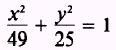 x²/49 + y²/25 = 1